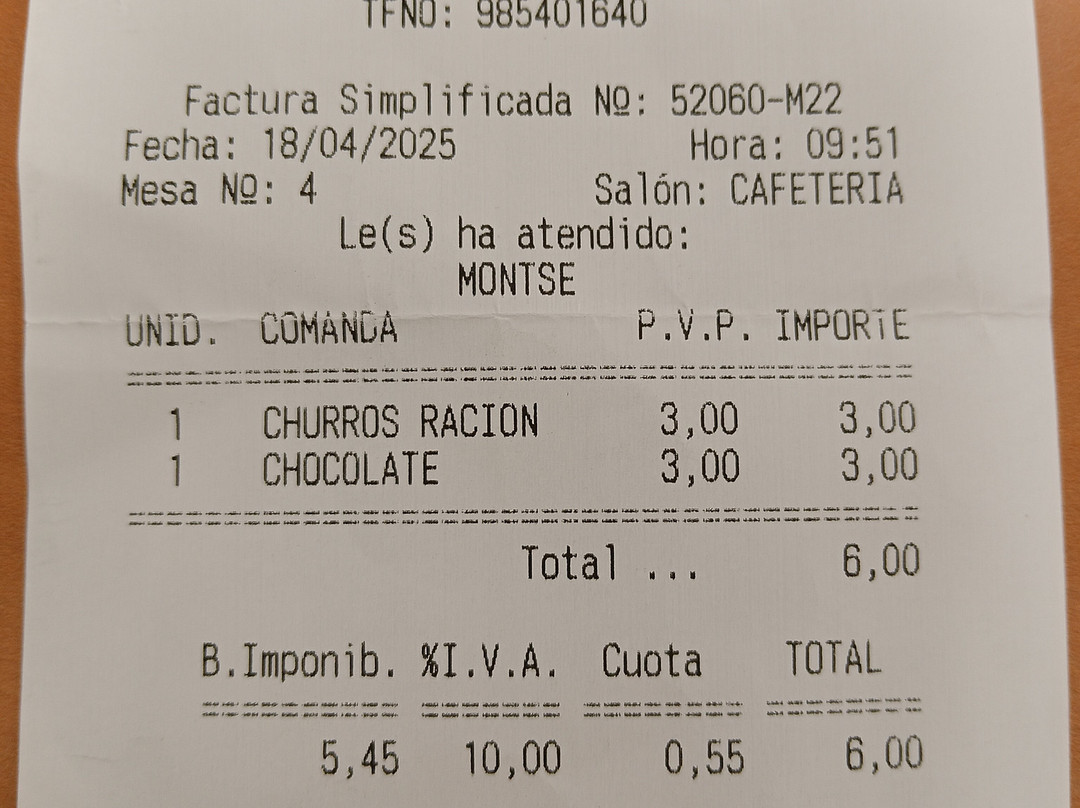 TFNO: 985401640
Factura Simplificada Nº: 52060-M22
Fecha: 18/04/2025 Hora: 09:51
Mesa Nº: 4 Salón: CAFETERIA
Le(s) ha atendido:
MONTSE
UNID. COMANDA P.V.P. IMPORTE
1 CHURROS RACION 3,00 3,00
1 CHOCOLATE 3,00 3,00
Total ... 6,00
B.Imponib. %I.V.A. Cuota TOTAL
5,45 10,00 0,55 6,00